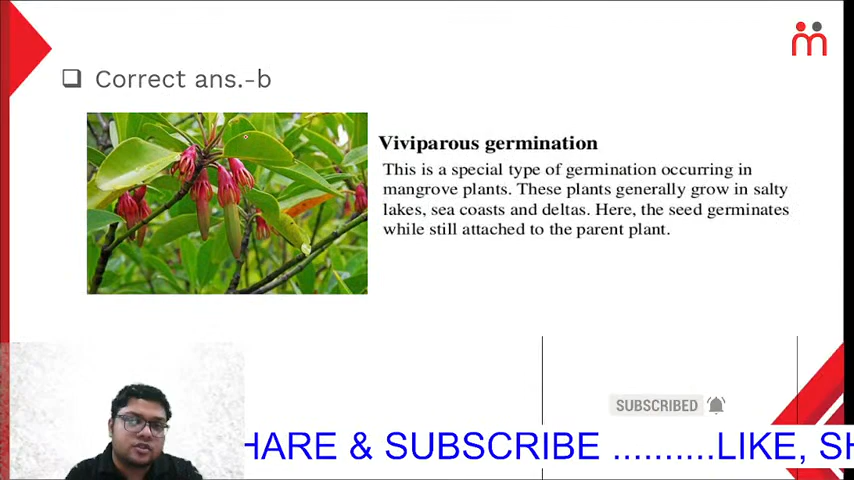 Correct ans.-b
Viviparous germination
This is a special type of germination occurring in
mangrove plants. These plants generally grow in salty
lakes, sea coasts and deltas. Here, the seed germinates
while still attached to the parent plant.
SUBSCRIBED
HARE & SUBSCRIBE ..........LIKE, SH